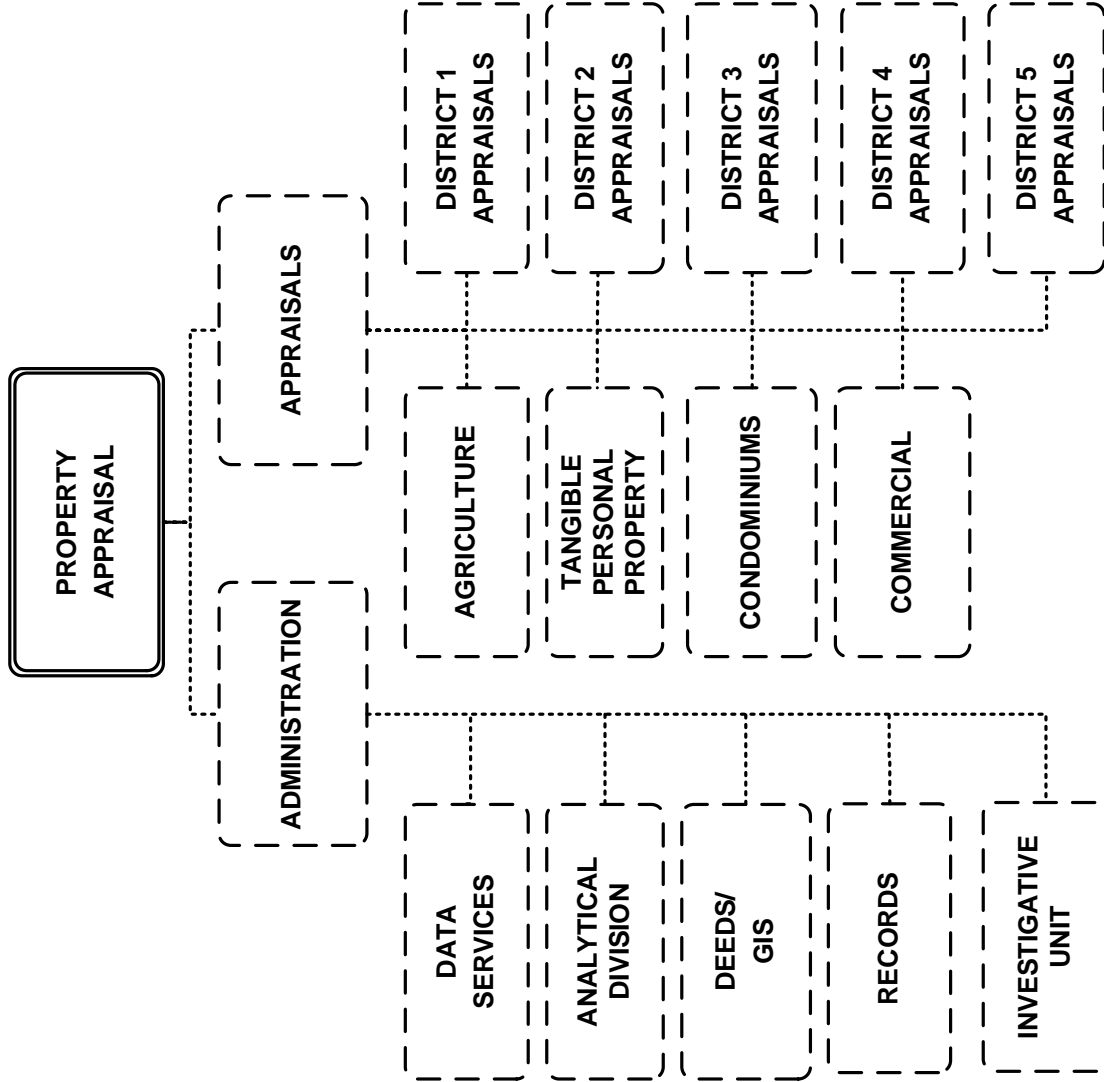 PROPERTY
APPRAISAL
ADMINISTRATION
APPRAISALS
DATA
SERVICES
ANALYTICAL
DIVISION
DEEDS/
GIS
RECORDS
INVESTIGATIVE
UNIT
AGRICULTURE
TANGIBLE
PERSONAL
PROPERTY
CONDOMINIUMS
COMMERCIAL
DISTRICT 1
APPRAISALS
DISTRICT 2
APPRAISALS
DISTRICT 3
APPRAISALS
DISTRICT 4
APPRAISALS
DISTRICT 5
APPRAISALS